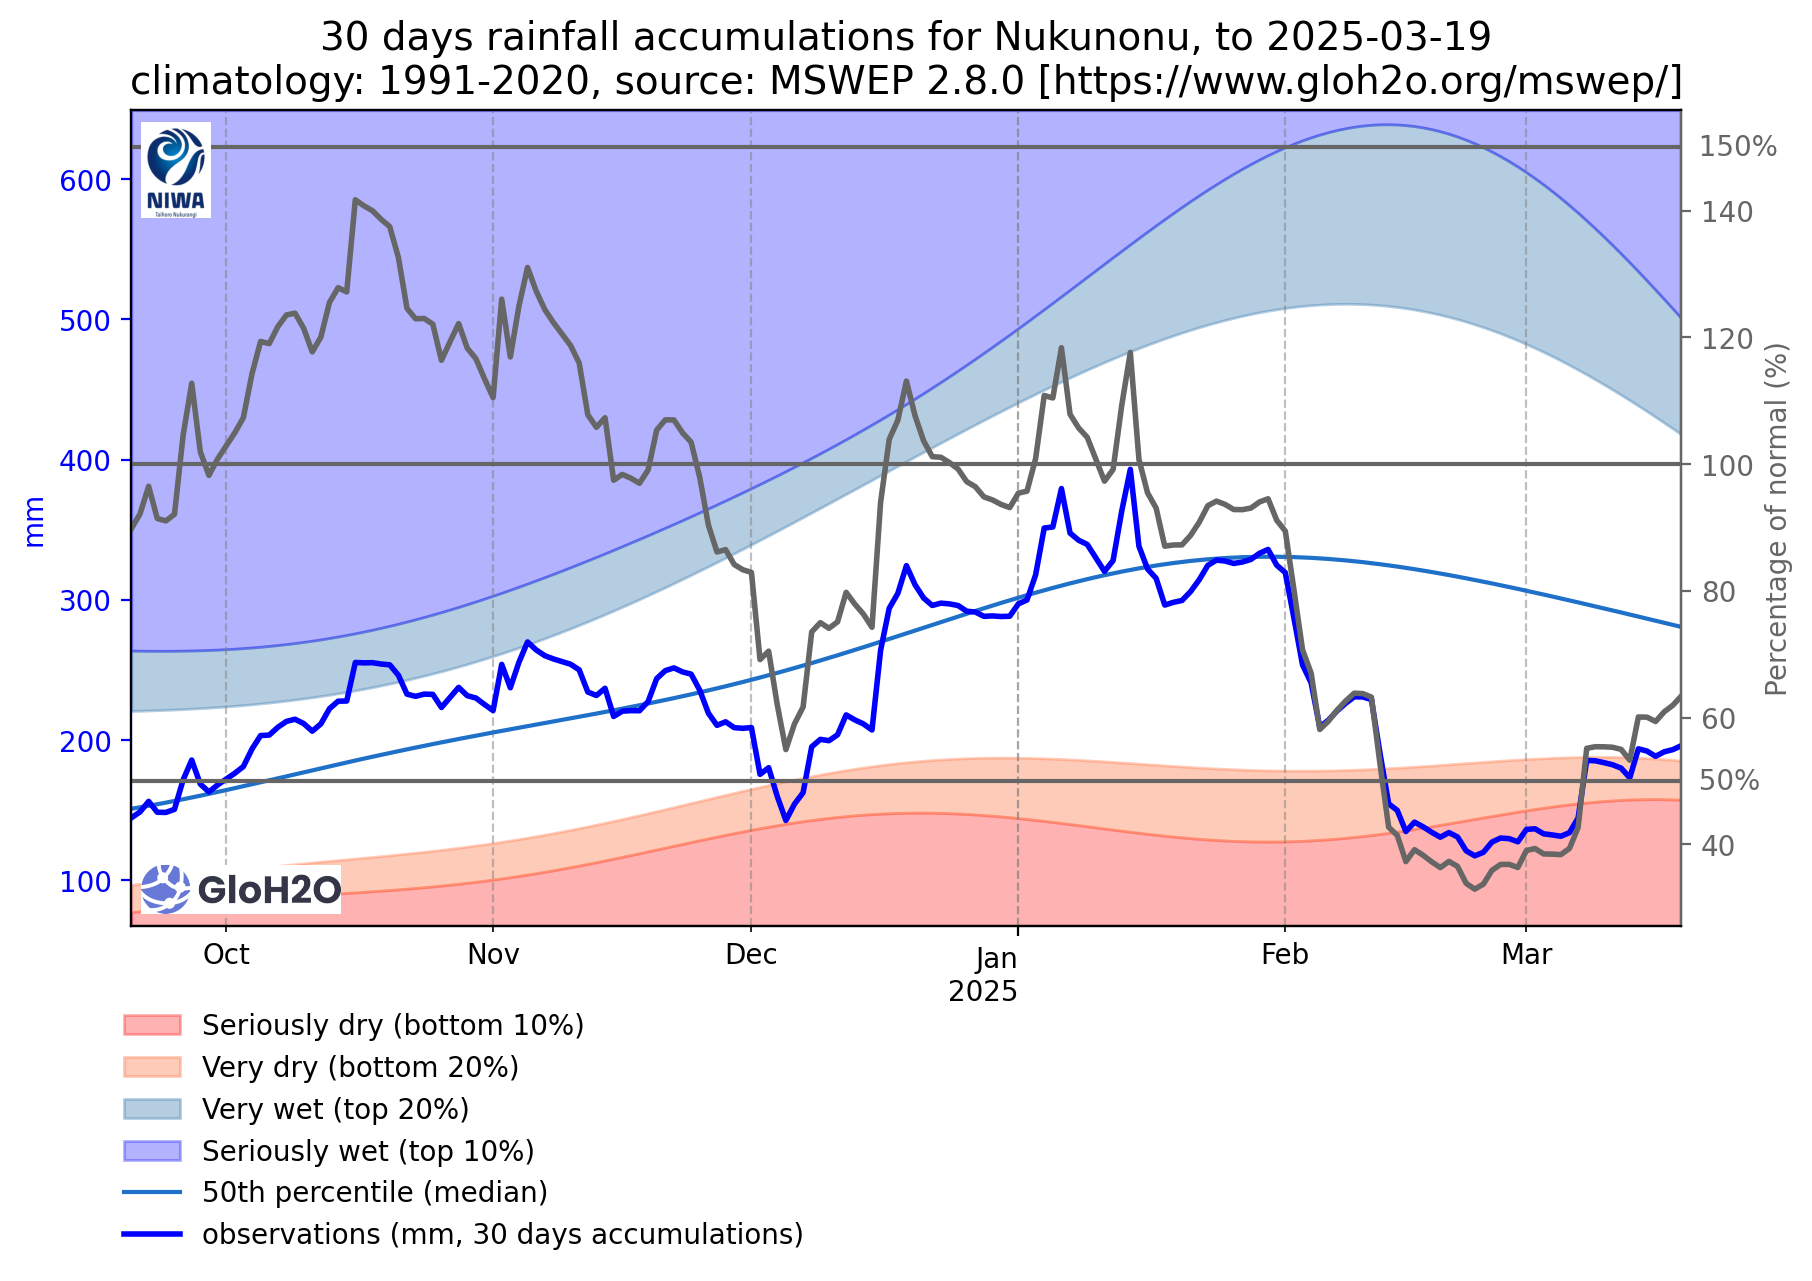 30 days rainfall accumulations for Nukunonu, to 2025-03-19
climatology: 1991-2020, source: MSWEP 2.8.0 [https://www.gloh2o.org/mswep/]
NIWA
Taihoro Nukurangi
600
500
400
300
200
100
mm
150%
140
120
100
80
60
50%
40
Percentage of normal (%)
GloH2O
Oct
Nov
Dec
Jan
2025
Feb
Mar
Seriously dry (bottom 10%)
Very dry (bottom 20%)
Very wet (top 20%)
Seriously wet (top 10%)
50th percentile (median)
observations (mm, 30 days accumulations)